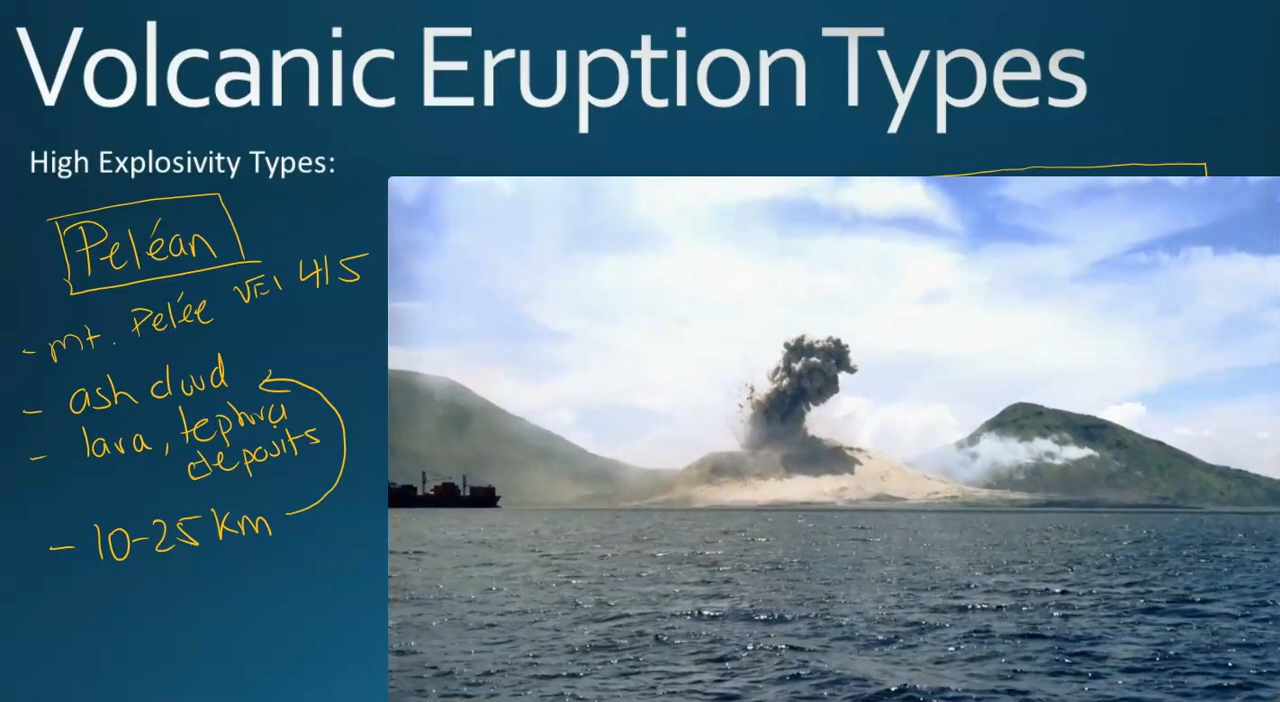 Volcanic Eruption Types
High Explosivity Types:
Peléan
- mt. Pelée VEI 4/5
- ash cloud
- lava, tephra
deposits
- 10-25 km